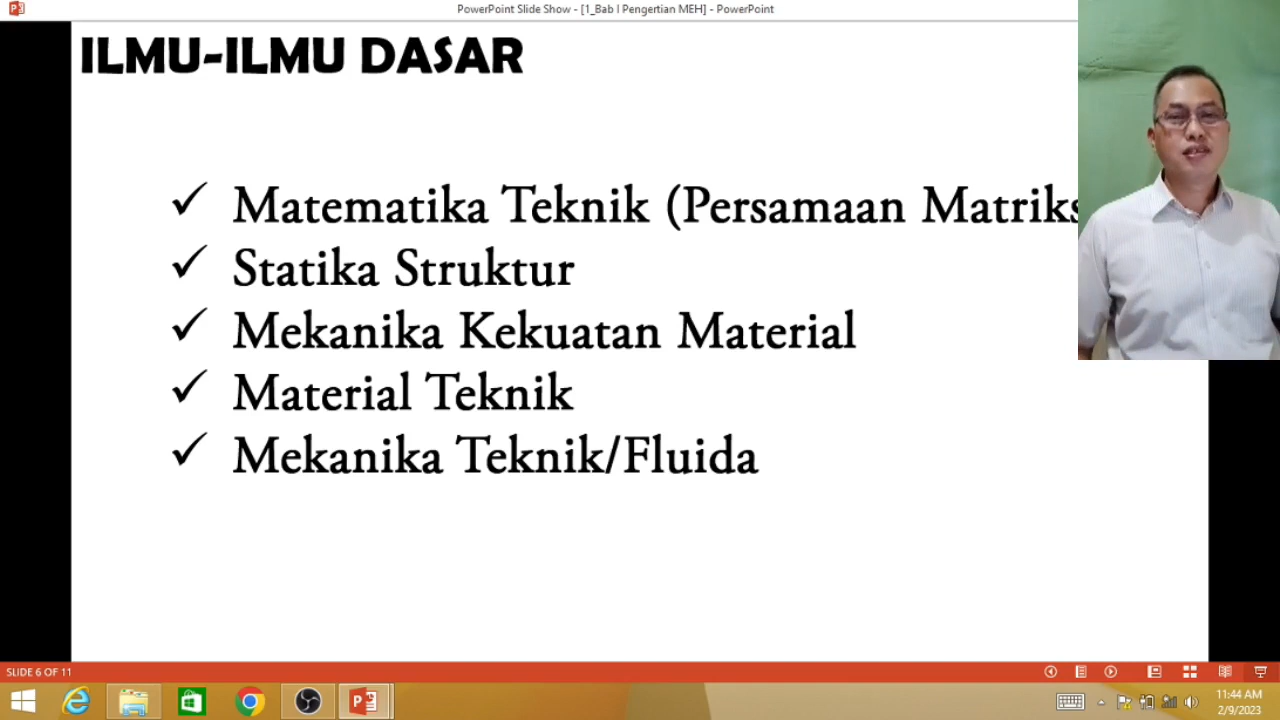 PowerPoint Slide Show - [1_Bab I Pengertian MEH] - PowerPoint
ILMU-ILMU DASAR
✓ Matematika Teknik (Persamaan Matriks
✓ Statika Struktur
✓ Mekanika Kekuatan Material
✓ Material Teknik
✓ Mekanika Teknik/Fluida
SLIDE 6 OF 11
11:44 AM
2/9/2023